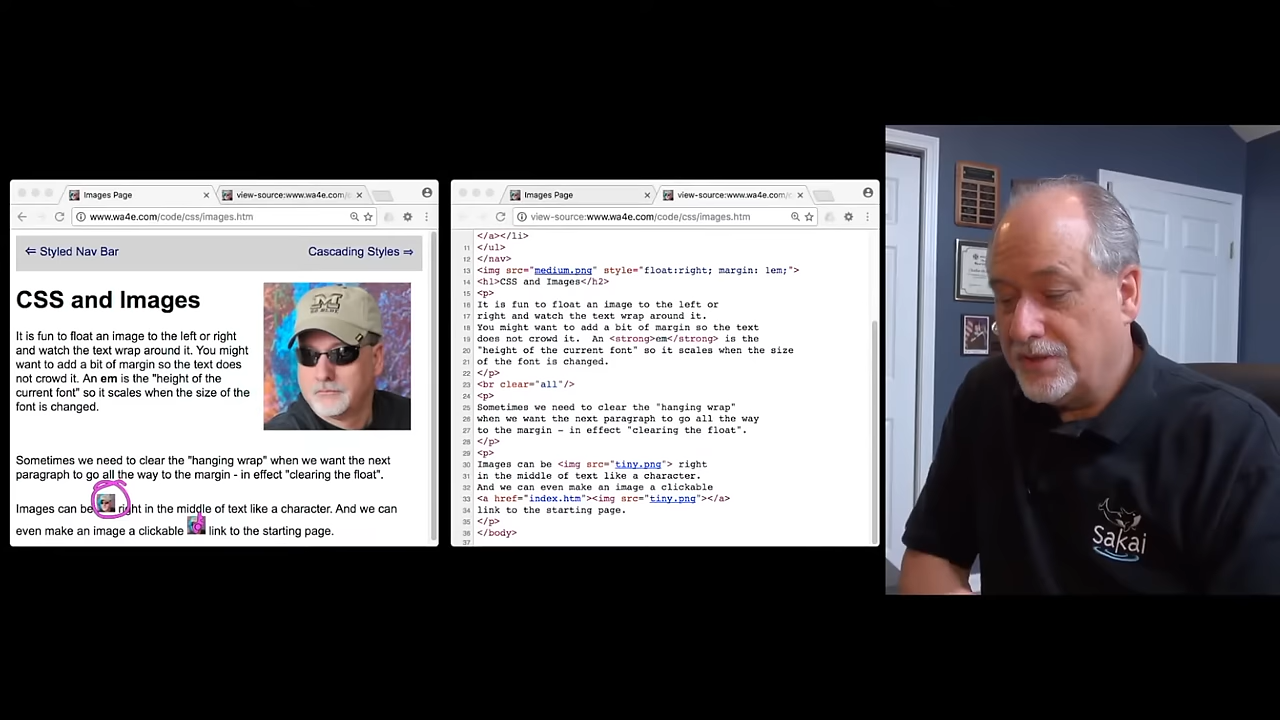 Images Page
view-source:www.wa4e.com/
www.wa4e.com/code/css/images.htm
⇐ Styled Nav Bar
Cascading Styles ⇒
CSS and Images
It is fun to float an image to the left or right
and watch the text wrap around it. You might
want to add a bit of margin so the text does
not crowd it. An em is the "height of the
current font" so it scales when the size of the
font is changed.
Sometimes we need to clear the "hanging wrap" when we want the next
paragraph to go all the way to the margin - in effect "clearing the float".
Images can be right in the middle of text like a character. And we can
even make an image a clickable link to the starting page.
Images Page
view-source:www.wa4e.com/
view-source:www.wa4e.com/code/css/images.htm
</a></li>
11 </ul>
12 </nav>
13 <img src="medium.png" style="float:right; margin: 1em;">
14 <h1>CSS and Images</h2>
15 <p>
16 It is fun to float an image to the left or
17 right and watch the text wrap around it.
18 You might want to add a bit of margin so the text
19 does not crowd it. An <strong>em</strong> is the
20 "height of the current font" so it scales when the size
21 of the font is changed.
22 </p>
23 <br clear="all"/>
24 <p>
25 Sometimes we need to clear the "hanging wrap"
26 when we want the next paragraph to go all the way
27 to the margin - in effect "clearing the float".
28 </p>
29 <p>
30 Images can be <img src="tiny.png"> right
31 in the middle of text like a character.
32 And we can even make an image a clickable
33 <a href="index.htm"><img src="tiny.png"></a>
34 link to the starting page.
35 </p>
36 </body>
37
M
GO BLUE
Sakai